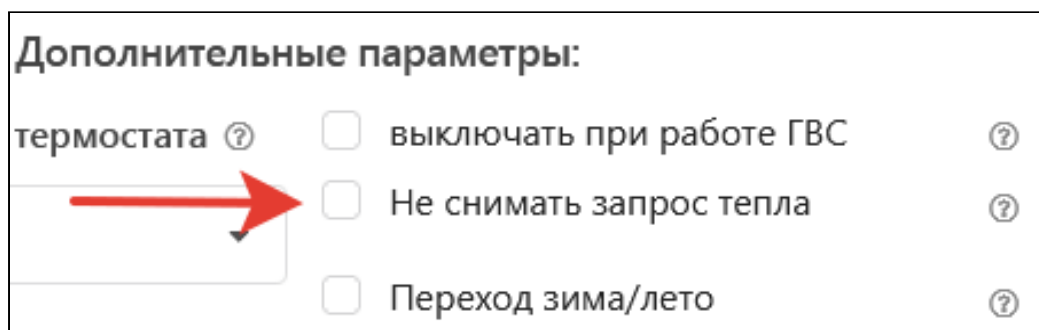 Дополнительные параметры:
термостата ? выключать при работе ГВС ?
Не снимать запрос тепла ?
Переход зима/лето ?